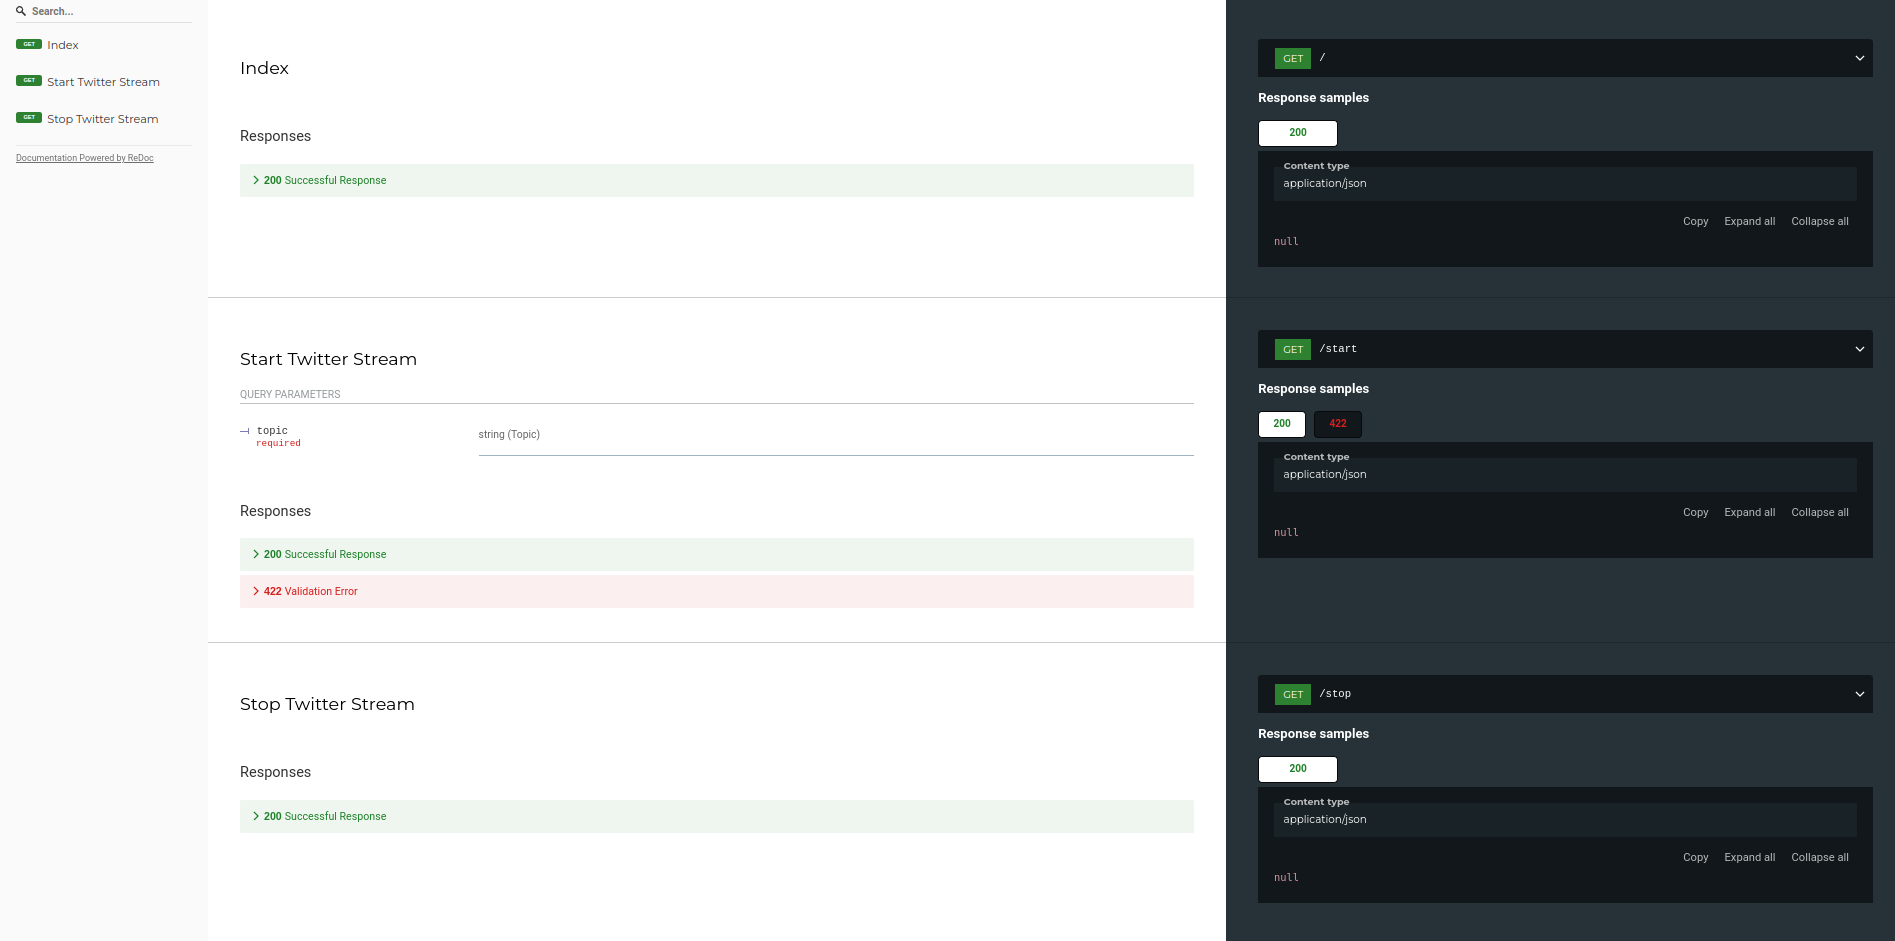 Search...
GET Index
GET Start Twitter Stream
GET Stop Twitter Stream
Documentation Powered by ReDoc
Index
Responses
200 Successful Response
GET /
Response samples
200
Content type
application/json
Copy Expand all Collapse all
null
Start Twitter Stream
QUERY PARAMETERS
topic
required
string (Topic)
Responses
200 Successful Response
422 Validation Error
GET /start
Response samples
200 422
Content type
application/json
Copy Expand all Collapse all
null
Stop Twitter Stream
Responses
200 Successful Response
GET /stop
Response samples
200
Content type
application/json
Copy Expand all Collapse all
null